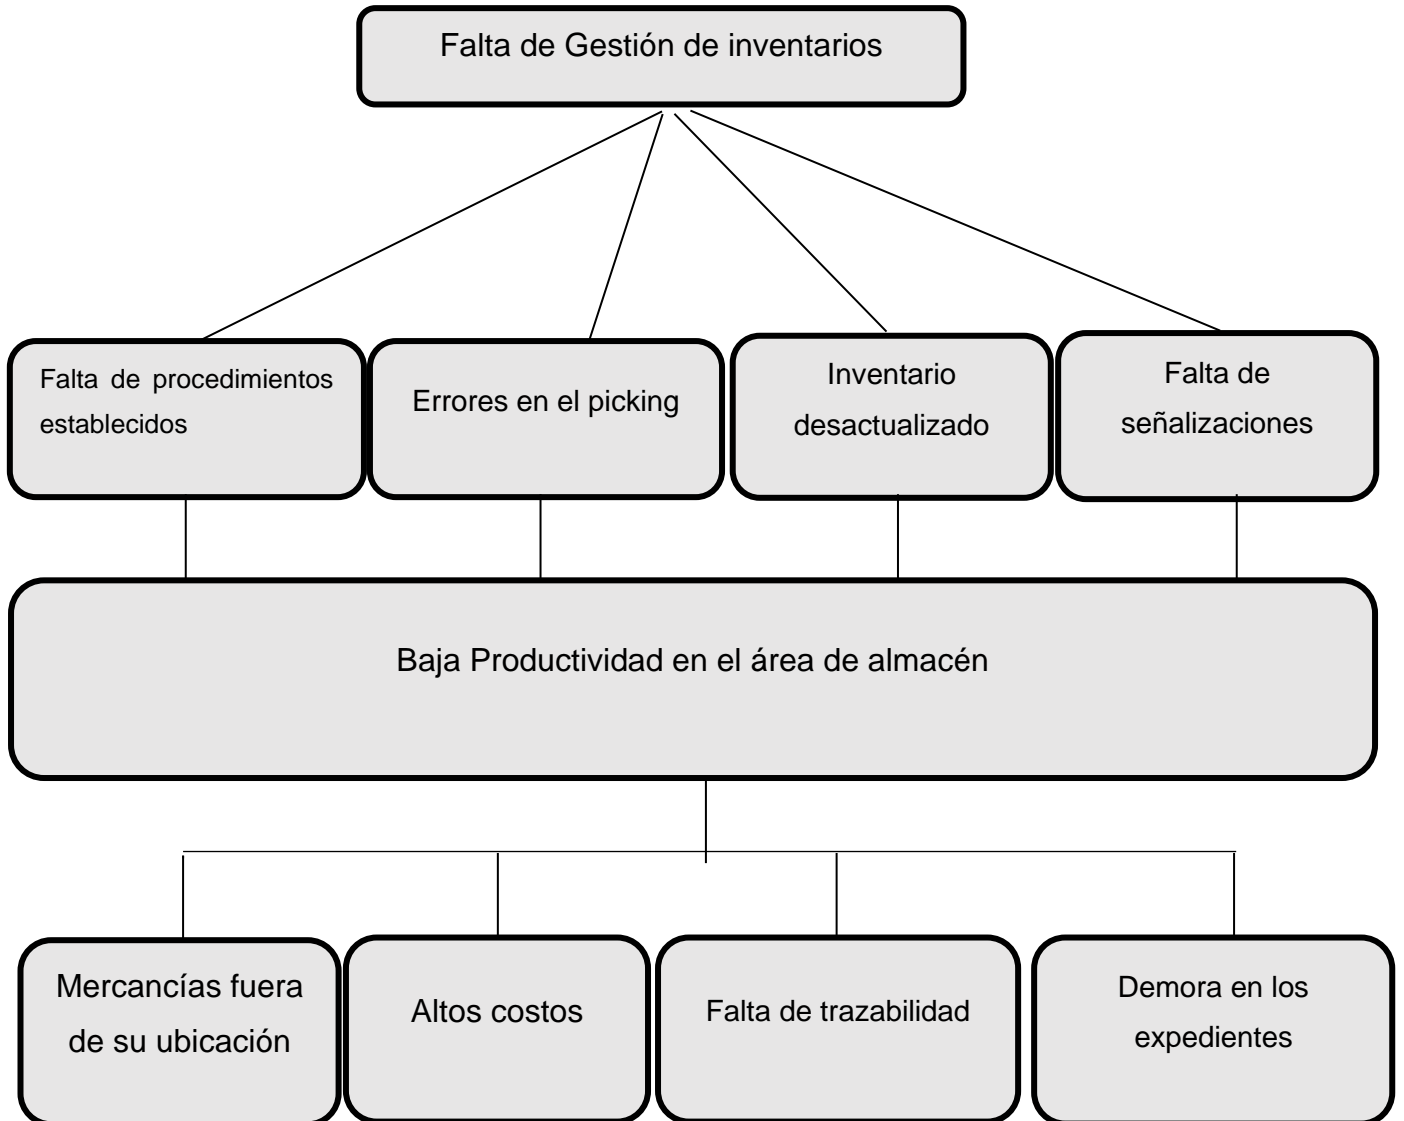 Falta de Gestión de inventarios
Falta de procedimientos
establecidos
Errores en el picking
Inventario
desactualizado
Falta de
señalizaciones
Baja Productividad en el área de almacén
Mercancías fuera
de su ubicación
Altos costos
Falta de trazabilidad
Demora en los
expedientes